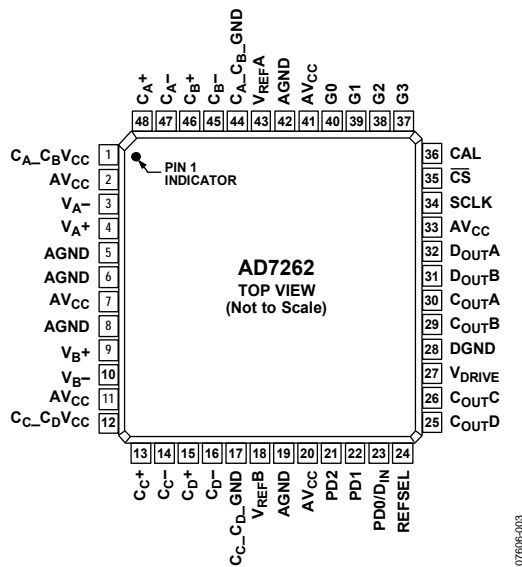 CA+
CA−
CB+
CB−
CA_CB_GND
VREFA
AGND
AVCC
G0
G1
G2
G3
48 47 46 45 44 43 42 41 40 39 38 37
CA_CBVCC 1
AVCC 2
VA− 3
VA+ 4
AGND 5
AGND 6
AVCC 7
AGND 8
VB+ 9
VB− 10
AVCC 11
CC_CDVCC 12
PIN 1
INDICATOR
AD7262
TOP VIEW
(Not to Scale)
36 CAL
35 CS
34 SCLK
33 AVCC
32 DOUTA
31 DOUTB
30 COUTA
29 COUTB
28 DGND
27 VDRIVE
26 COUTC
25 COUTD
13 14 15 16 17 18 19 20 21 22 23 24
CC+
CC−
CD+
CD−
CC_CD_GND
VREFB
AGND
AVCC
PD2
PD1
PD0/DIN
REFSEL
07606-003